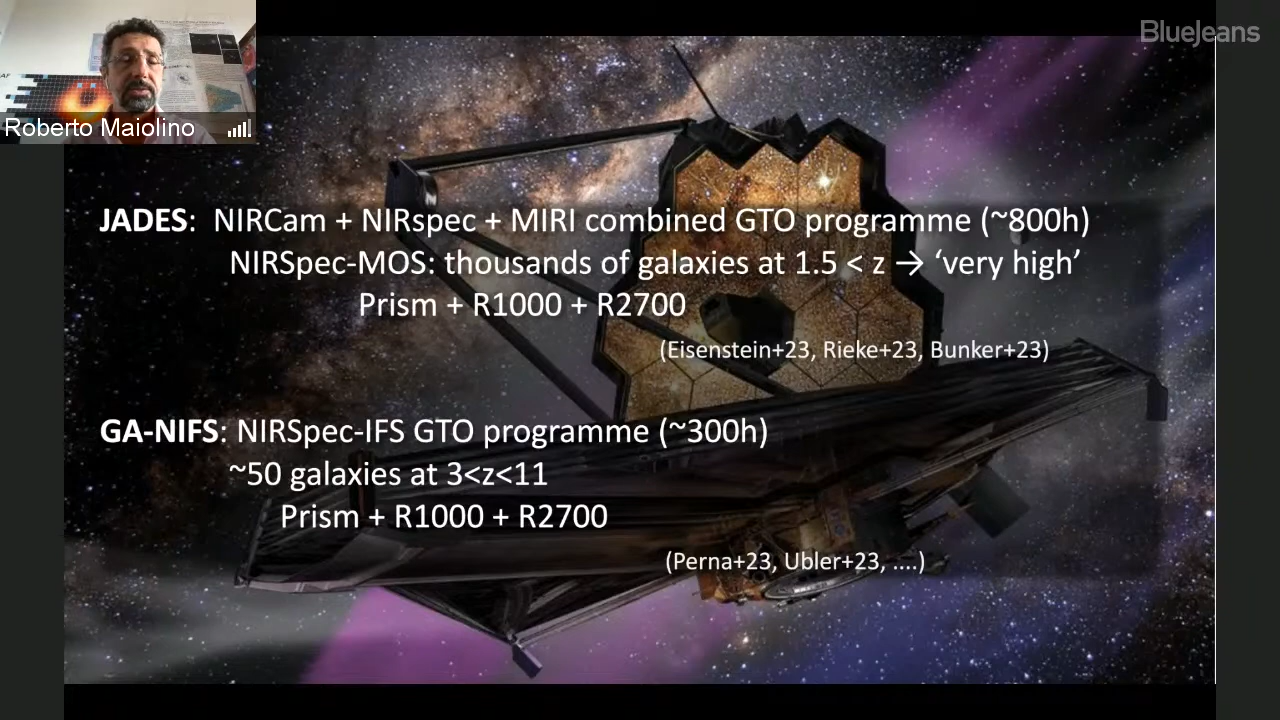 BlueJeans
Roberto Maiolino
JADES: NIRCam + NIRspec + MIRI combined GTO programme (~800h)
NIRSpec-MOS: thousands of galaxies at 1.5 < z → ‘very high’
Prism + R1000 + R2700
(Eisenstein+23, Rieke+23, Bunker+23)
GA-NIFS: NIRSpec-IFS GTO programme (~300h)
~50 galaxies at 3<z<11
Prism + R1000 + R2700
(Perna+23, Ubler+23, ....)